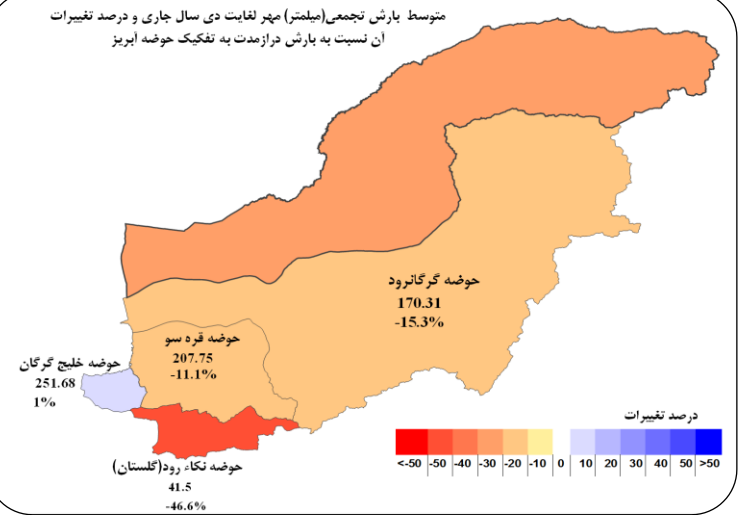 متوسط بارش تجمعی(میلمتر) مهر لغایت دی سال جاری و درصد تغییرات
آن نسبت به بارش درازمدت به تفکیک حوضه آبریز
حوضه گرگانرود
170.31
-15.3%
حوضه قره سو
207.75
-11.1%
حوضه خلیج گرگان
251.68
1%
حوضه نکاء رود(گلستان)
41.5
-46.6%
درصد تغییرات
<-50 -50 -40 -30 -20 -10 0 10 20 30 40 50 >50